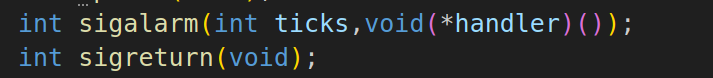 int sigalarm(int ticks,void(*handler)());
int sigreturn(void);